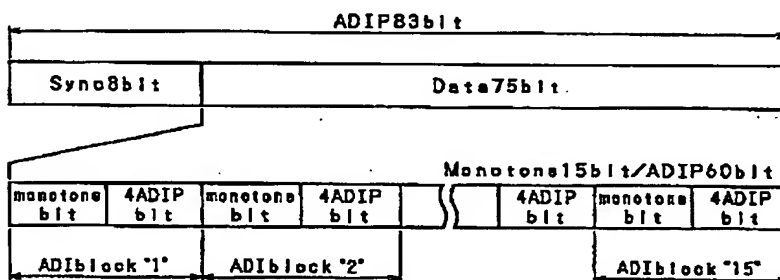 ADIP83bit
Sync8bit Data75bit
Monotone15bit/ADIP60bit
monotone bit 4ADIP bit monotone bit 4ADIP bit 4ADIP bit monotone bit 4ADIP bit
ADIblock "1" ADIblock "2" ADIblock "15"